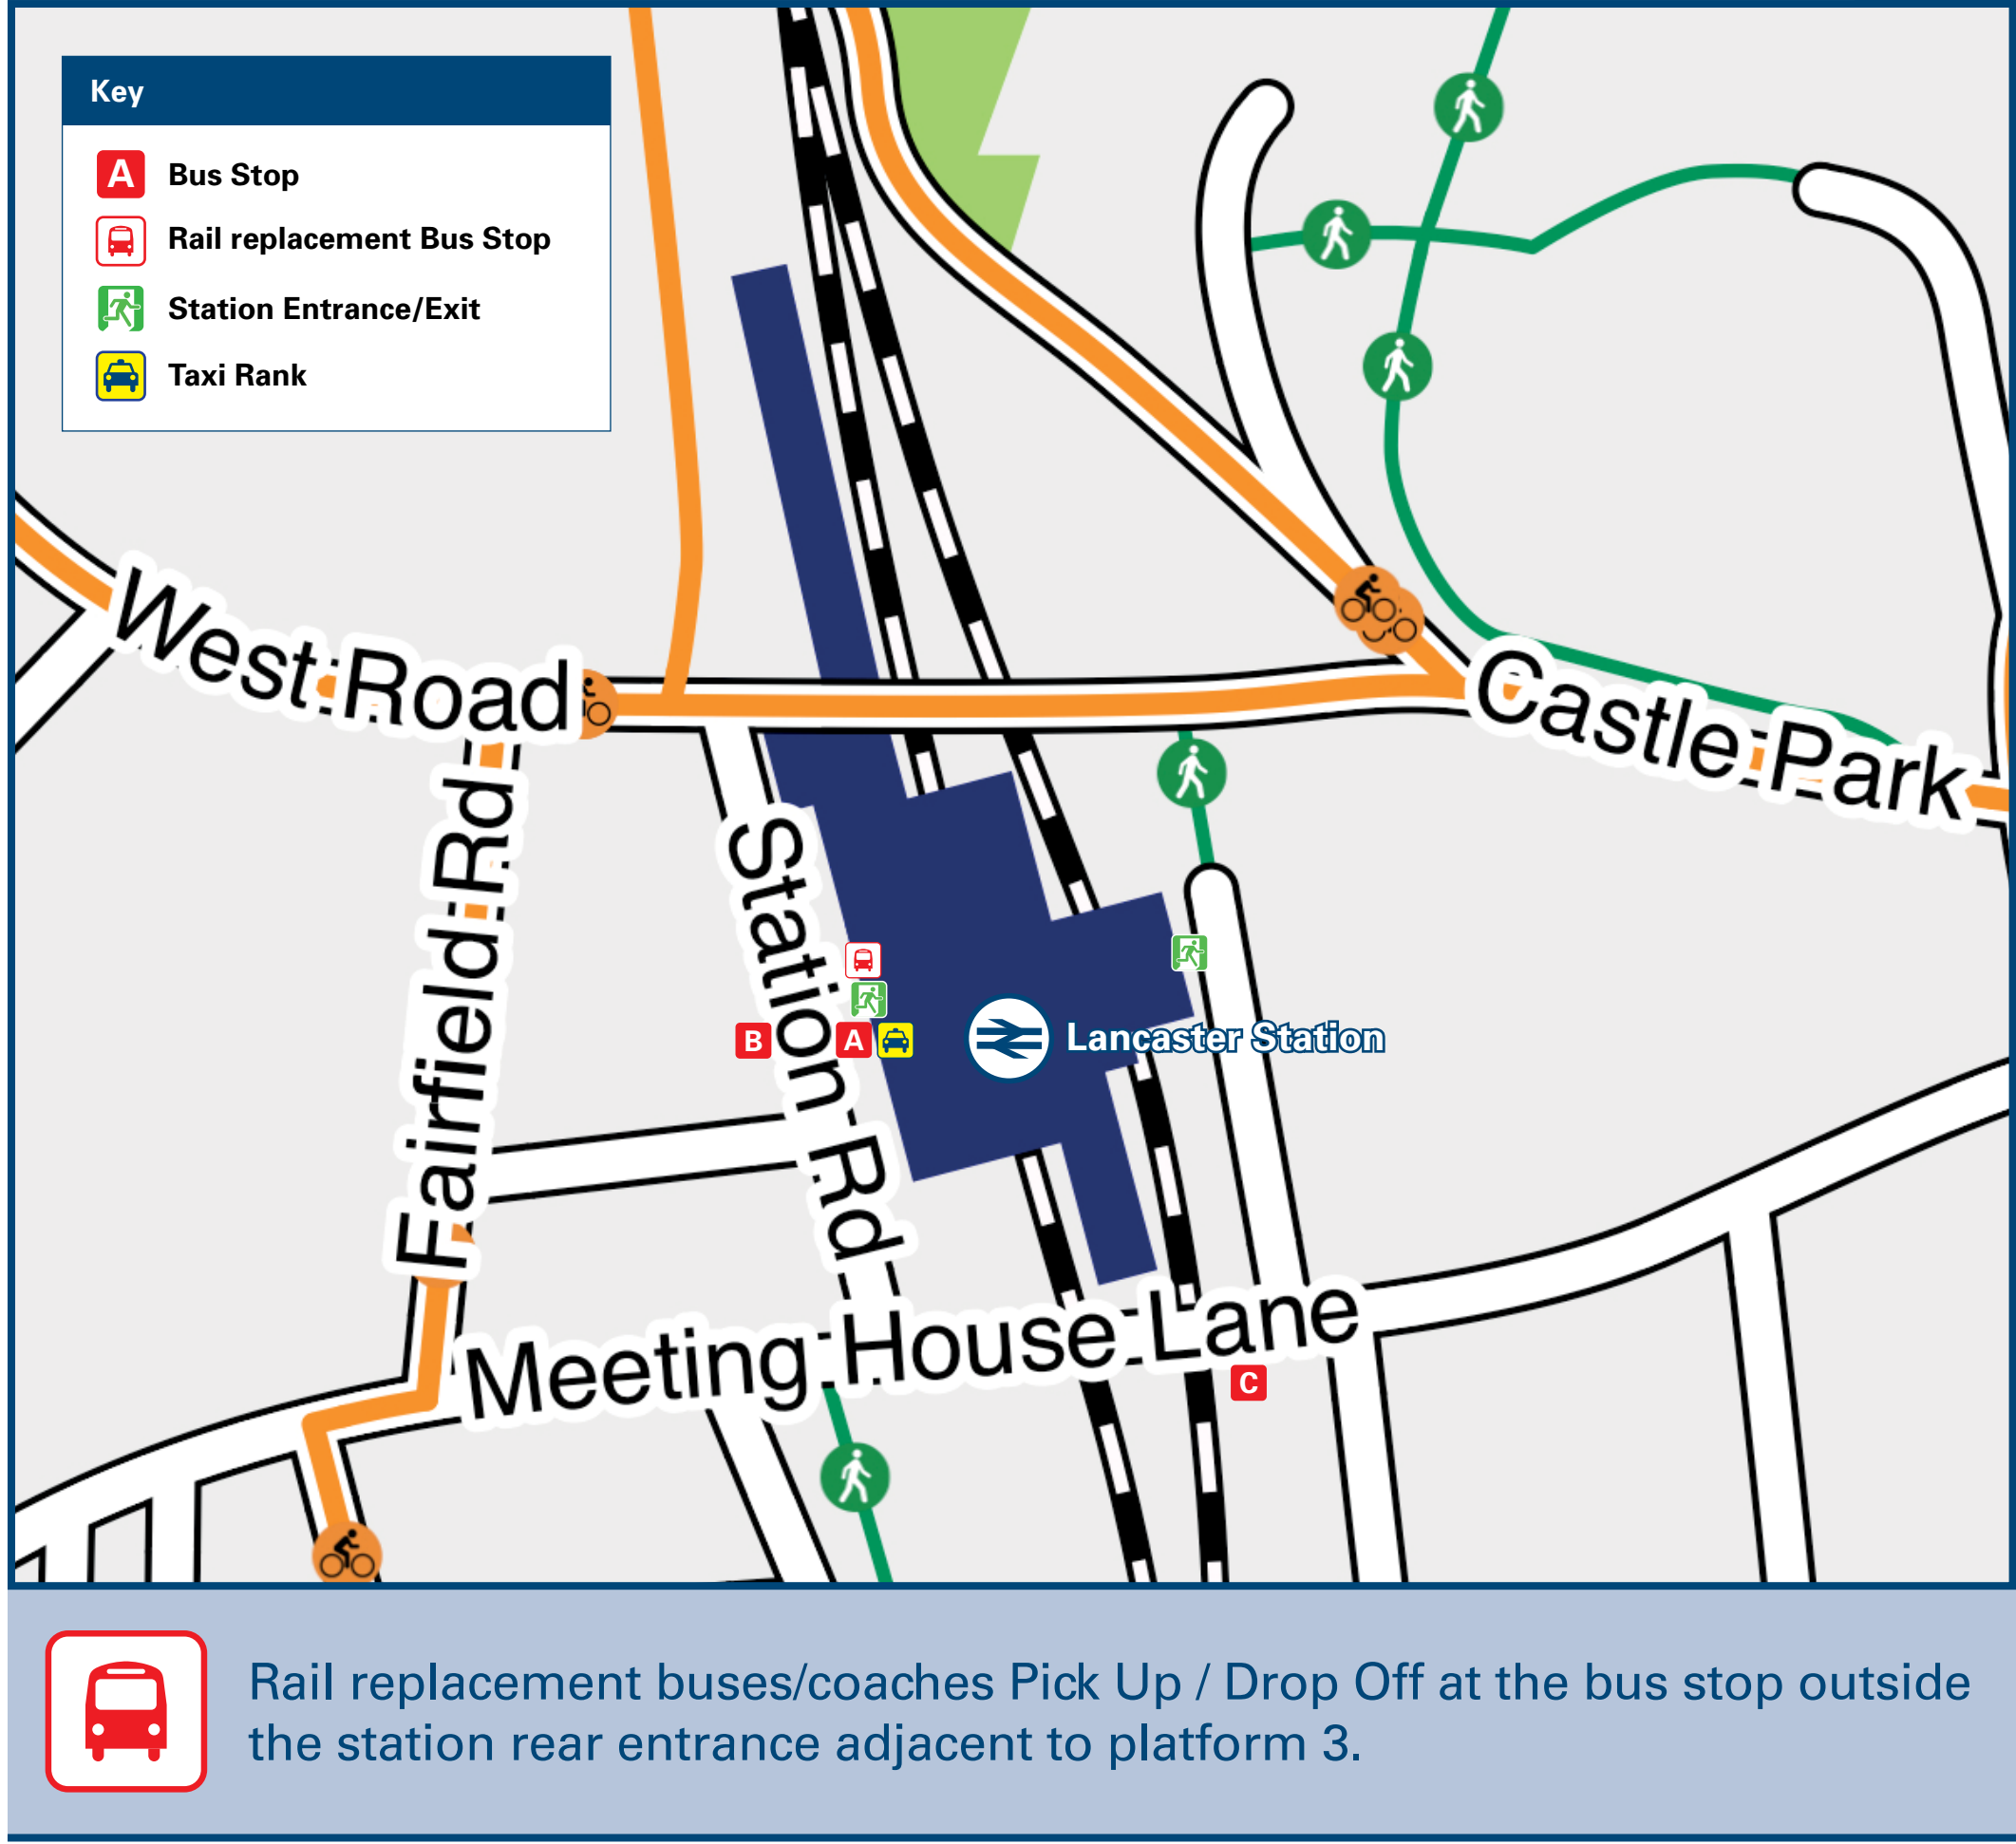 Key
A Bus Stop
Rail replacement Bus Stop
Station Entrance/Exit
Taxi Rank
West Road
Castle Park
Fairfield Rd
Station Rd
B
A
Lancaster Station
Meeting House Lane
C
Rail replacement buses/coaches Pick Up / Drop Off at the bus stop outside
the station rear entrance adjacent to platform 3.